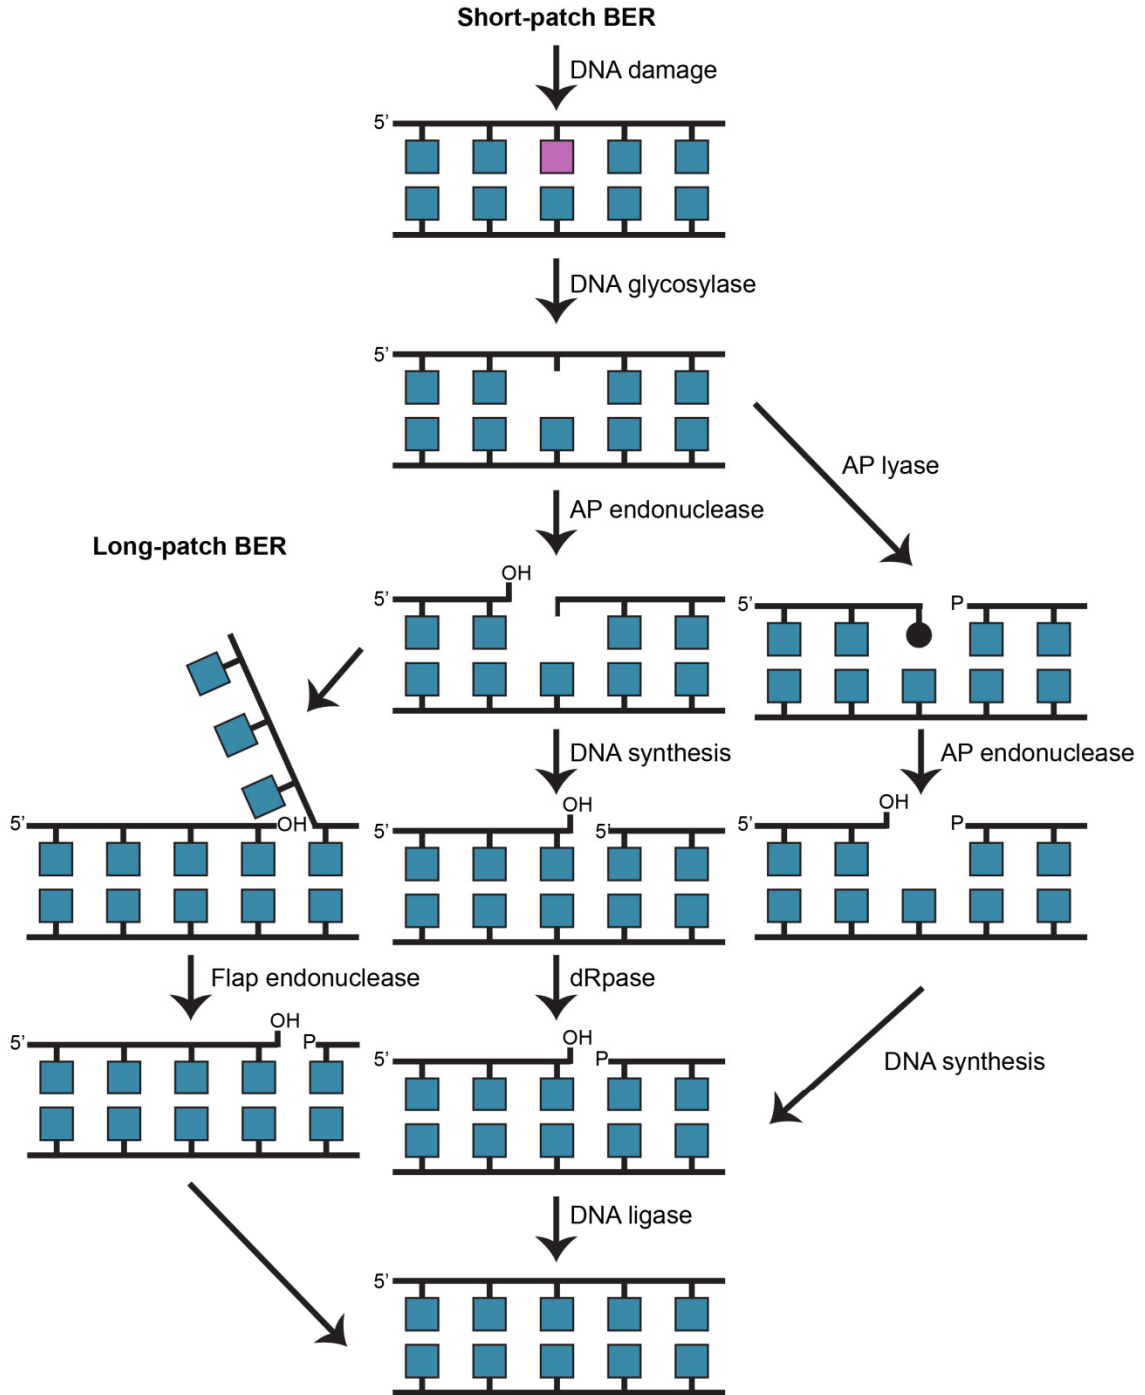 Short-patch BER
DNA damage
5’
DNA glycosylase
5’
AP lyase
AP endonuclease
Long-patch BER
OH
5’
5’
P
DNA synthesis
AP endonuclease
OH
OH
5’
OH
5’
5’
5’
P
Flap endonuclease
dRpase
OH
5’
P
OH
5’
P
DNA synthesis
DNA ligase
5’